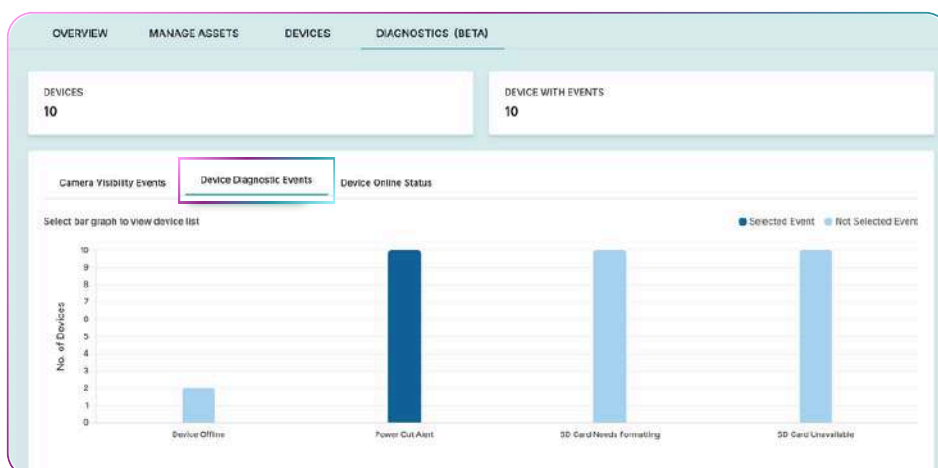 OVERVIEW MANAGE ASSETS DEVICES DIAGNOSTICS (BETA)
DEVICES
10
DEVICE WITH EVENTS
10
Camera Visibility Events Device Diagnostic Events Device Online Status
Select bar graph to view device list
Selected Event Not Selected Event
No. of Devices
10
9
8
7
6
5
4
3
2
1
0
Device Offline Power Cut Alert SD Card Needs Formatting SD Card Unavailable